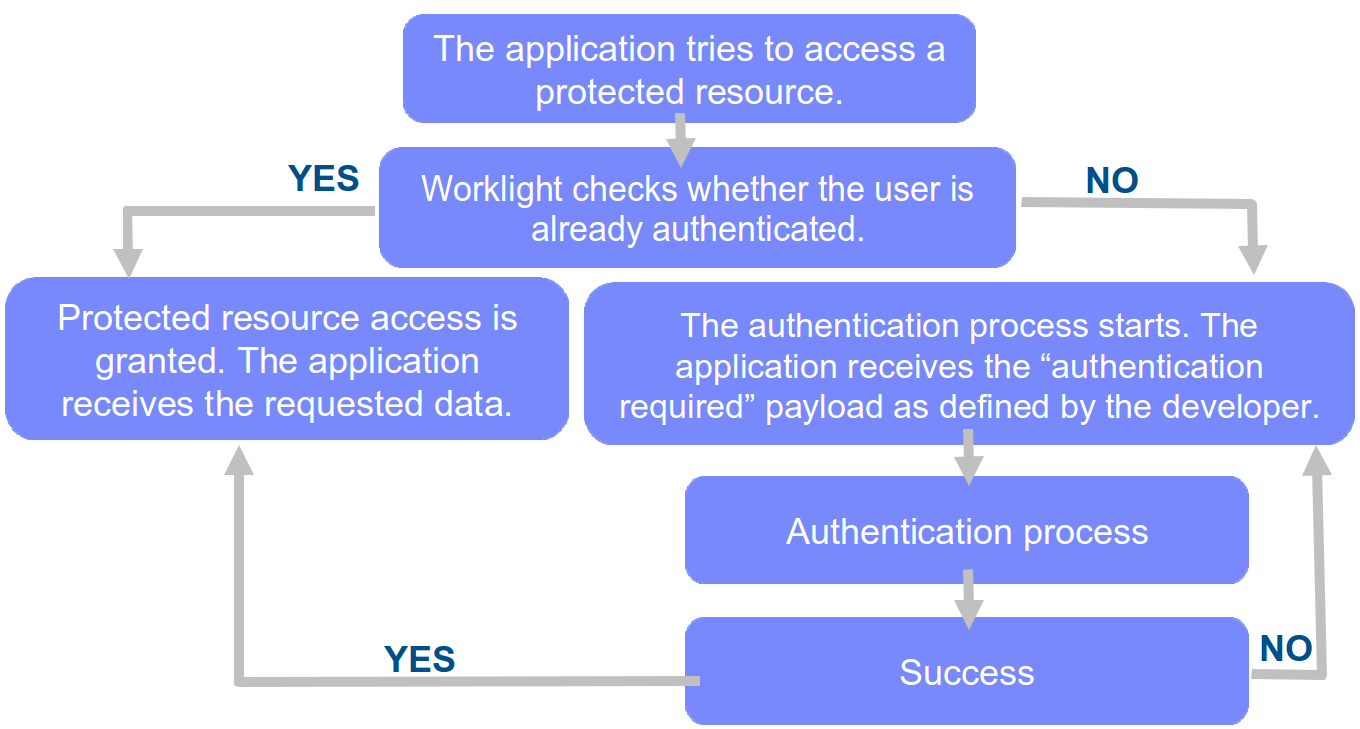 The application tries to access a
protected resource.
YES
Worklight checks whether the user is
already authenticated.
NO
Protected resource access is
granted. The application
receives the requested data.
The authentication process starts. The
application receives the “authentication
required” payload as defined by the developer.
Authentication process
YES
Success
NO